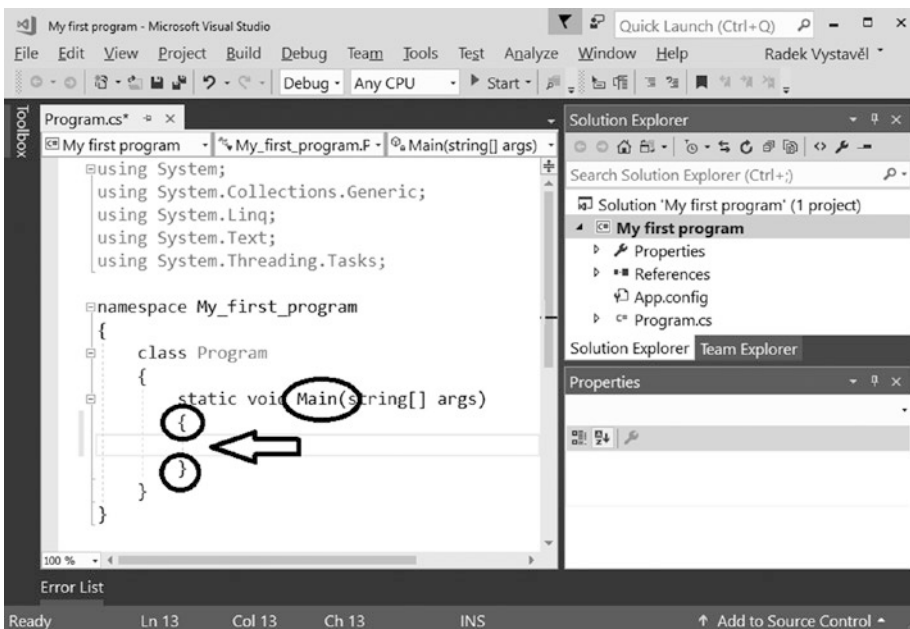 My first program - Microsoft Visual Studio
Quick Launch (Ctrl+Q)
File Edit View Project Build Debug Team Tools Test Analyze Window Help Radek Vystavěl
Debug Any CPU Start
Toolbox
Program.cs*
My first program My_first_program.F Main(string[] args)
using System;
using System.Collections.Generic;
using System.Linq;
using System.Text;
using System.Threading.Tasks;
namespace My_first_program
{
class Program
{
static void Main(string[] args)
{
}
}
}
100 %
Solution Explorer
Search Solution Explorer (Ctrl+;)
Solution 'My first program' (1 project)
My first program
Properties
References
App.config
C# Program.cs
Solution Explorer Team Explorer
Properties
Error List
Ready Ln 13 Col 13 Ch 13 INS Add to Source Control